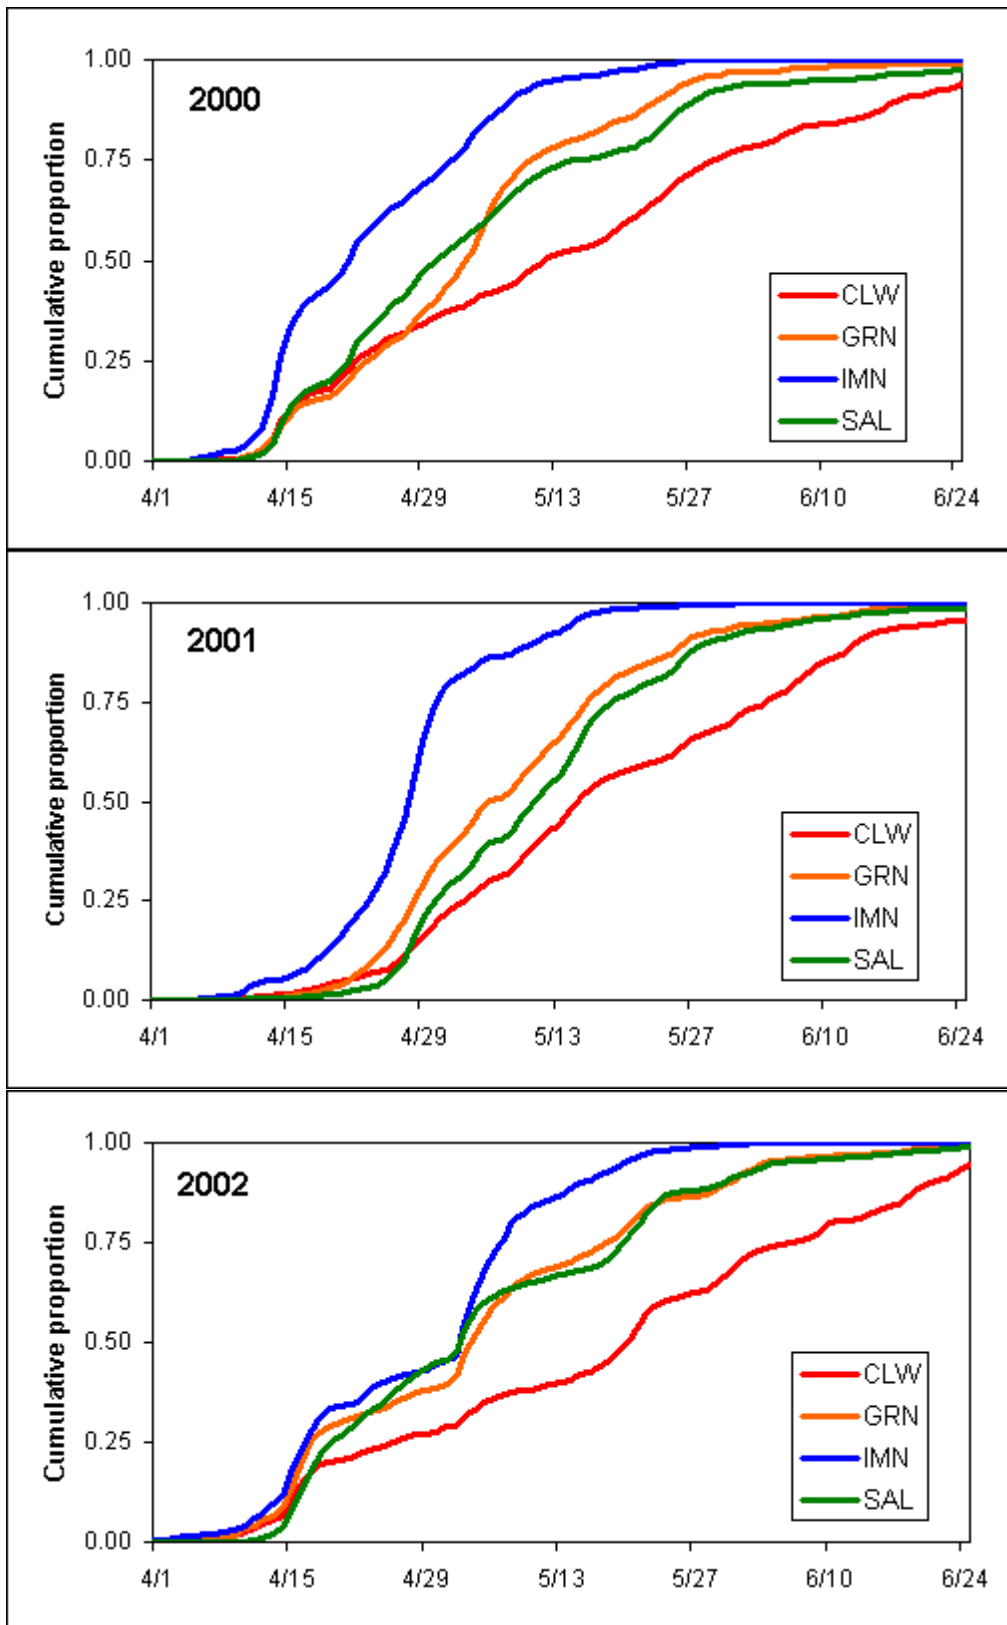 2000
Cumulative proportion
1.00
0.75
0.50
0.25
0.00
4/1 4/15 4/29 5/13 5/27 6/10 6/24
CLW
GRN
IMN
SAL
2001
Cumulative proportion
1.00
0.75
0.50
0.25
0.00
4/1 4/15 4/29 5/13 5/27 6/10 6/24
CLW
GRN
IMN
SAL
2002
Cumulative proportion
1.00
0.75
0.50
0.25
0.00
4/1 4/15 4/29 5/13 5/27 6/10 6/24
CLW
GRN
IMN
SAL